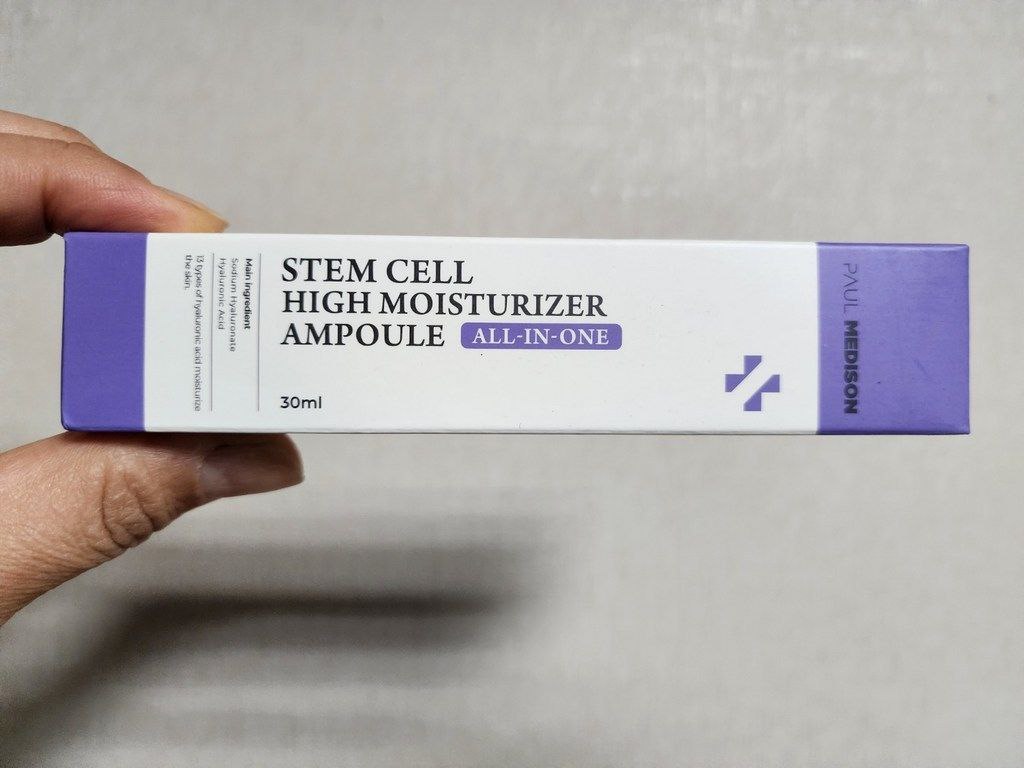 STEM CELL
HIGH MOISTURIZER
AMPOULE ALL-IN-ONE
30ml
Main ingredient
Sodium Hyaluronate
Hyaluronic Acid
13 types of hyaluronic acid moisturize
the skin.
PAUL MEDISON